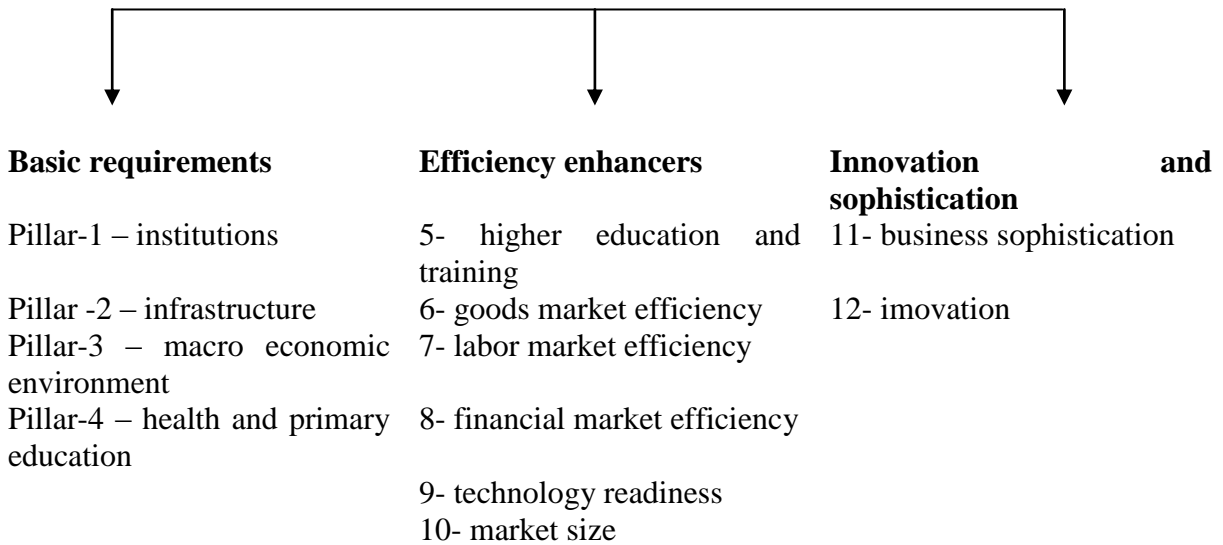 Basic requirements
Efficiency enhancers
Innovation and
sophistication
Pillar-1 – institutions
5- higher education and
training
11- business sophistication
Pillar -2 – infrastructure
6- goods market efficiency
12- imovation
Pillar-3 – macro economic
environment
7- labor market efficiency
Pillar-4 – health and primary
education
8- financial market efficiency
9- technology readiness
10- market size